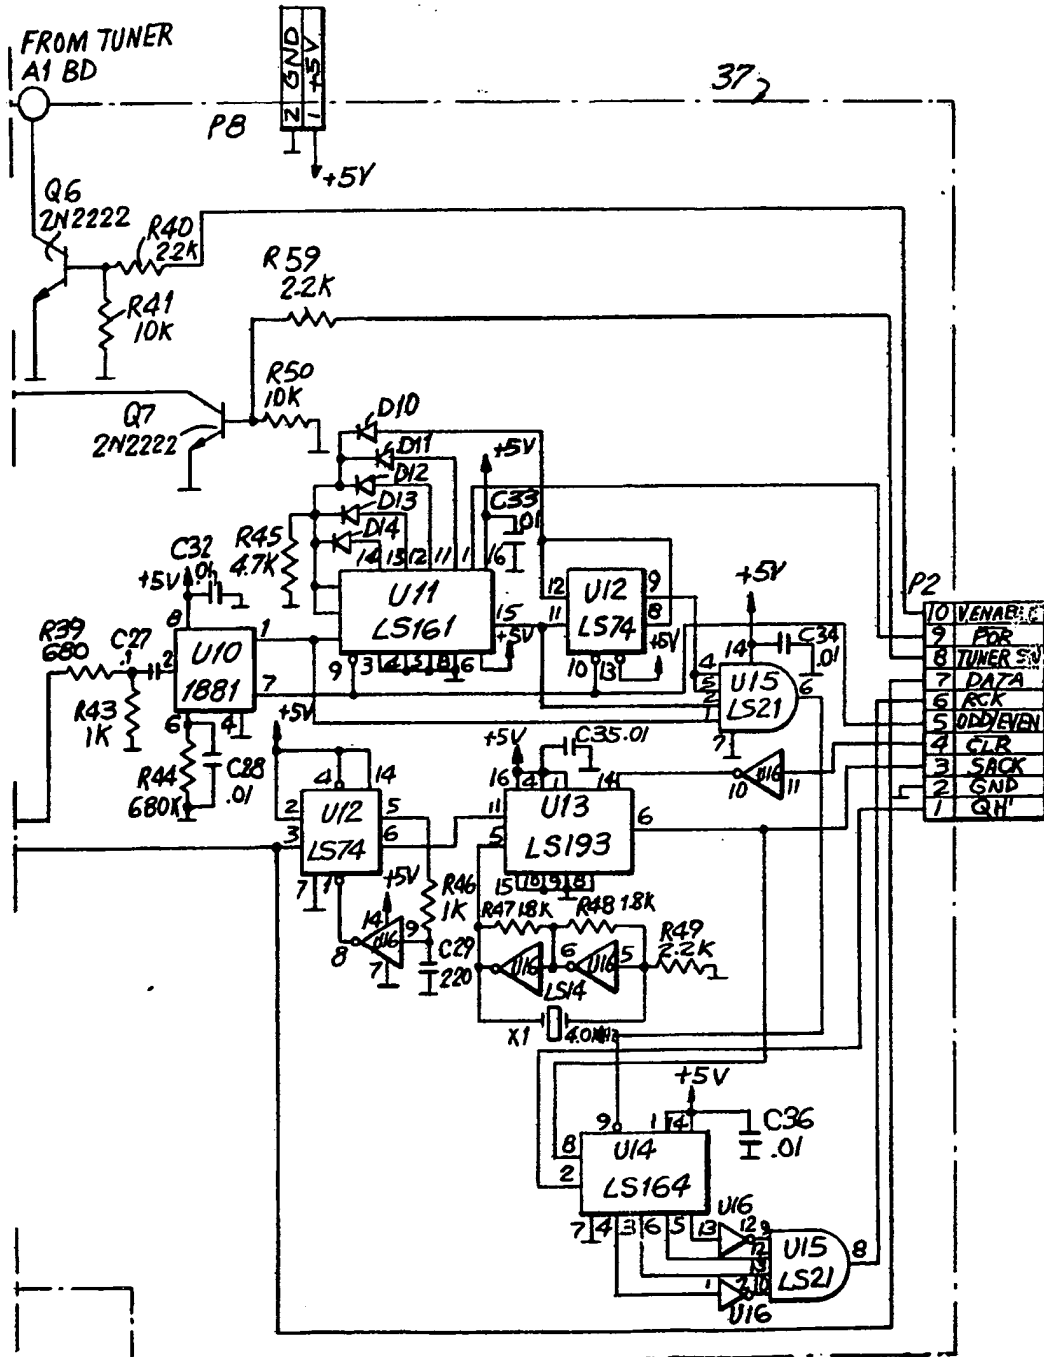 FROM TUNER
A1 BD
2 GND
1 +5V
37
P8
+5V
Q6
2N2222
R40
2.2K
R59
2.2K
R41
10K
R50
10K
Q7
2N2222
D10
D11
D12
D13
D14
+5V
C33
.01
R45
4.7K
14 13 12 11 1 16
U11
LS161
15
+5V
9 3 4 5 8 6
12
11
U12
LS74
9
8
10 13
+5V
+5V
14
C34
.01
4
5
2
1
U15
LS21
6
7
P2
10 V.ENABLE
9 POR
8 TUNER SW
7 DATA
6 RCK
5 ODD/EVEN
4 CLR
3 SACK
2 GND
1 QH'
C32
+5V
8
R39
680
C27
.1
2
U10
1881
1
7
6 4
R43
1K
R44
680K
C28
.01
+5V
4 14
2
3
U12
LS74
5
6
7 1
+5V
14
U16
9
8
7
R46
1K
C29
220
+5V
C35 .01
16 4 1 14
11
5
U13
LS193
6
15 10 9 8
10
U16
11
R47 1.8K
R48 1.8K
R49
2.2K
U16
6
U16
5
LS14
X1
+5V
9 1 14
8
2
U14
LS164
C36
.01
7 4 3 6 5 13
U16
12
9
12
13
10
1
2
U16
U15
LS21
8